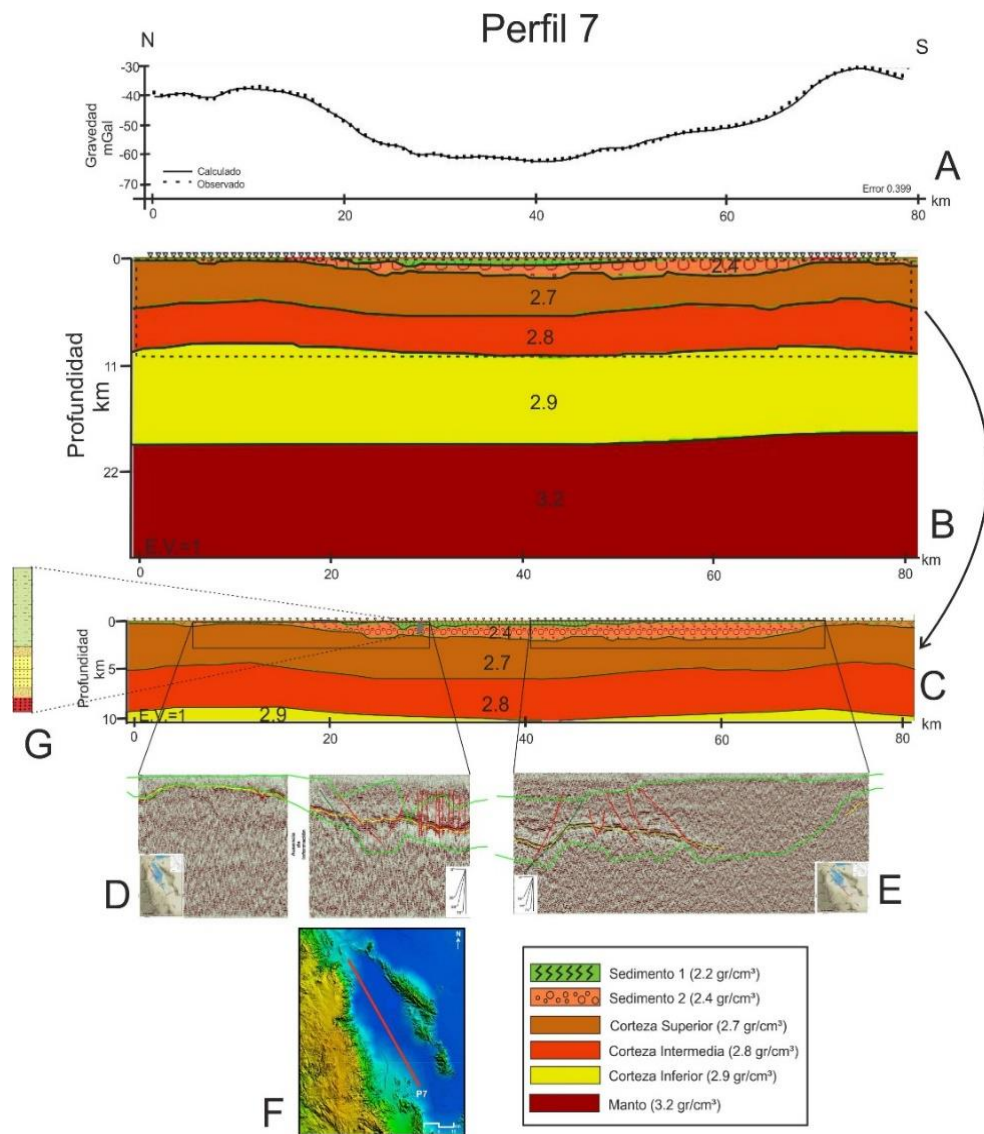 Perfil 7
N
S
Gravedad
mGal
-30
-40
-50
-60
-70
Calculado
Observado
Error 0.399
A
0
20
40
60
80
km
Profundidad
km
0
11
22
2.4
2.7
2.8
2.9
3.2
E.V.=1
B
0
20
40
60
80
km
Profundidad
km
0
5
10
2.4
2.7
2.8
2.9
E.V.=1
C
0
20
40
60
80
km
G
Ausencia
de
información
D
E
N
P7
F
Sedimento 1 (2.2 gr/cm³)
Sedimento 2 (2.4 gr/cm³)
Corteza Superior (2.7 gr/cm³)
Corteza Intermedia (2.8 gr/cm³)
Corteza Inferior (2.9 gr/cm³)
Manto (3.2 gr/cm³)